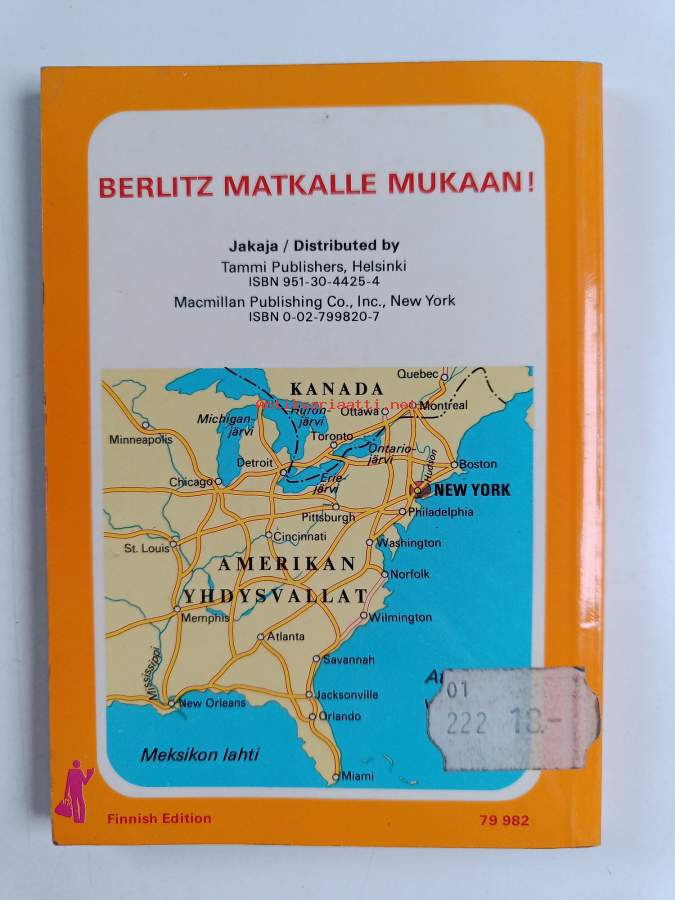 BERLITZ MATKALLE MUKAAN!
Jakaja / Distributed by
Tammi Publishers, Helsinki
ISBN 951-30-4425-4
Macmillan Publishing Co., Inc., New York
ISBN 0-02-799820-7
Quebec
KANADA
Michigan-
järvi
Huron-
järvi
Ottawa
Montreal
Minneapolis
Toronto
Ontario-
järvi
Detroit
Boston
Hudson
Chicago
Erie-
järvi
NEW YORK
Pittsburgh
Philadelphia
Cincinnati
St. Louis
Washington
AMERIKAN
YHDYSVALLAT
Norfolk
Memphis
Wilmington
Atlanta
Mississippi
Savannah
Jacksonville
New Orleans
Orlando
01
222 18.-
Meksikon lahti
Miami
Finnish Edition
79 982